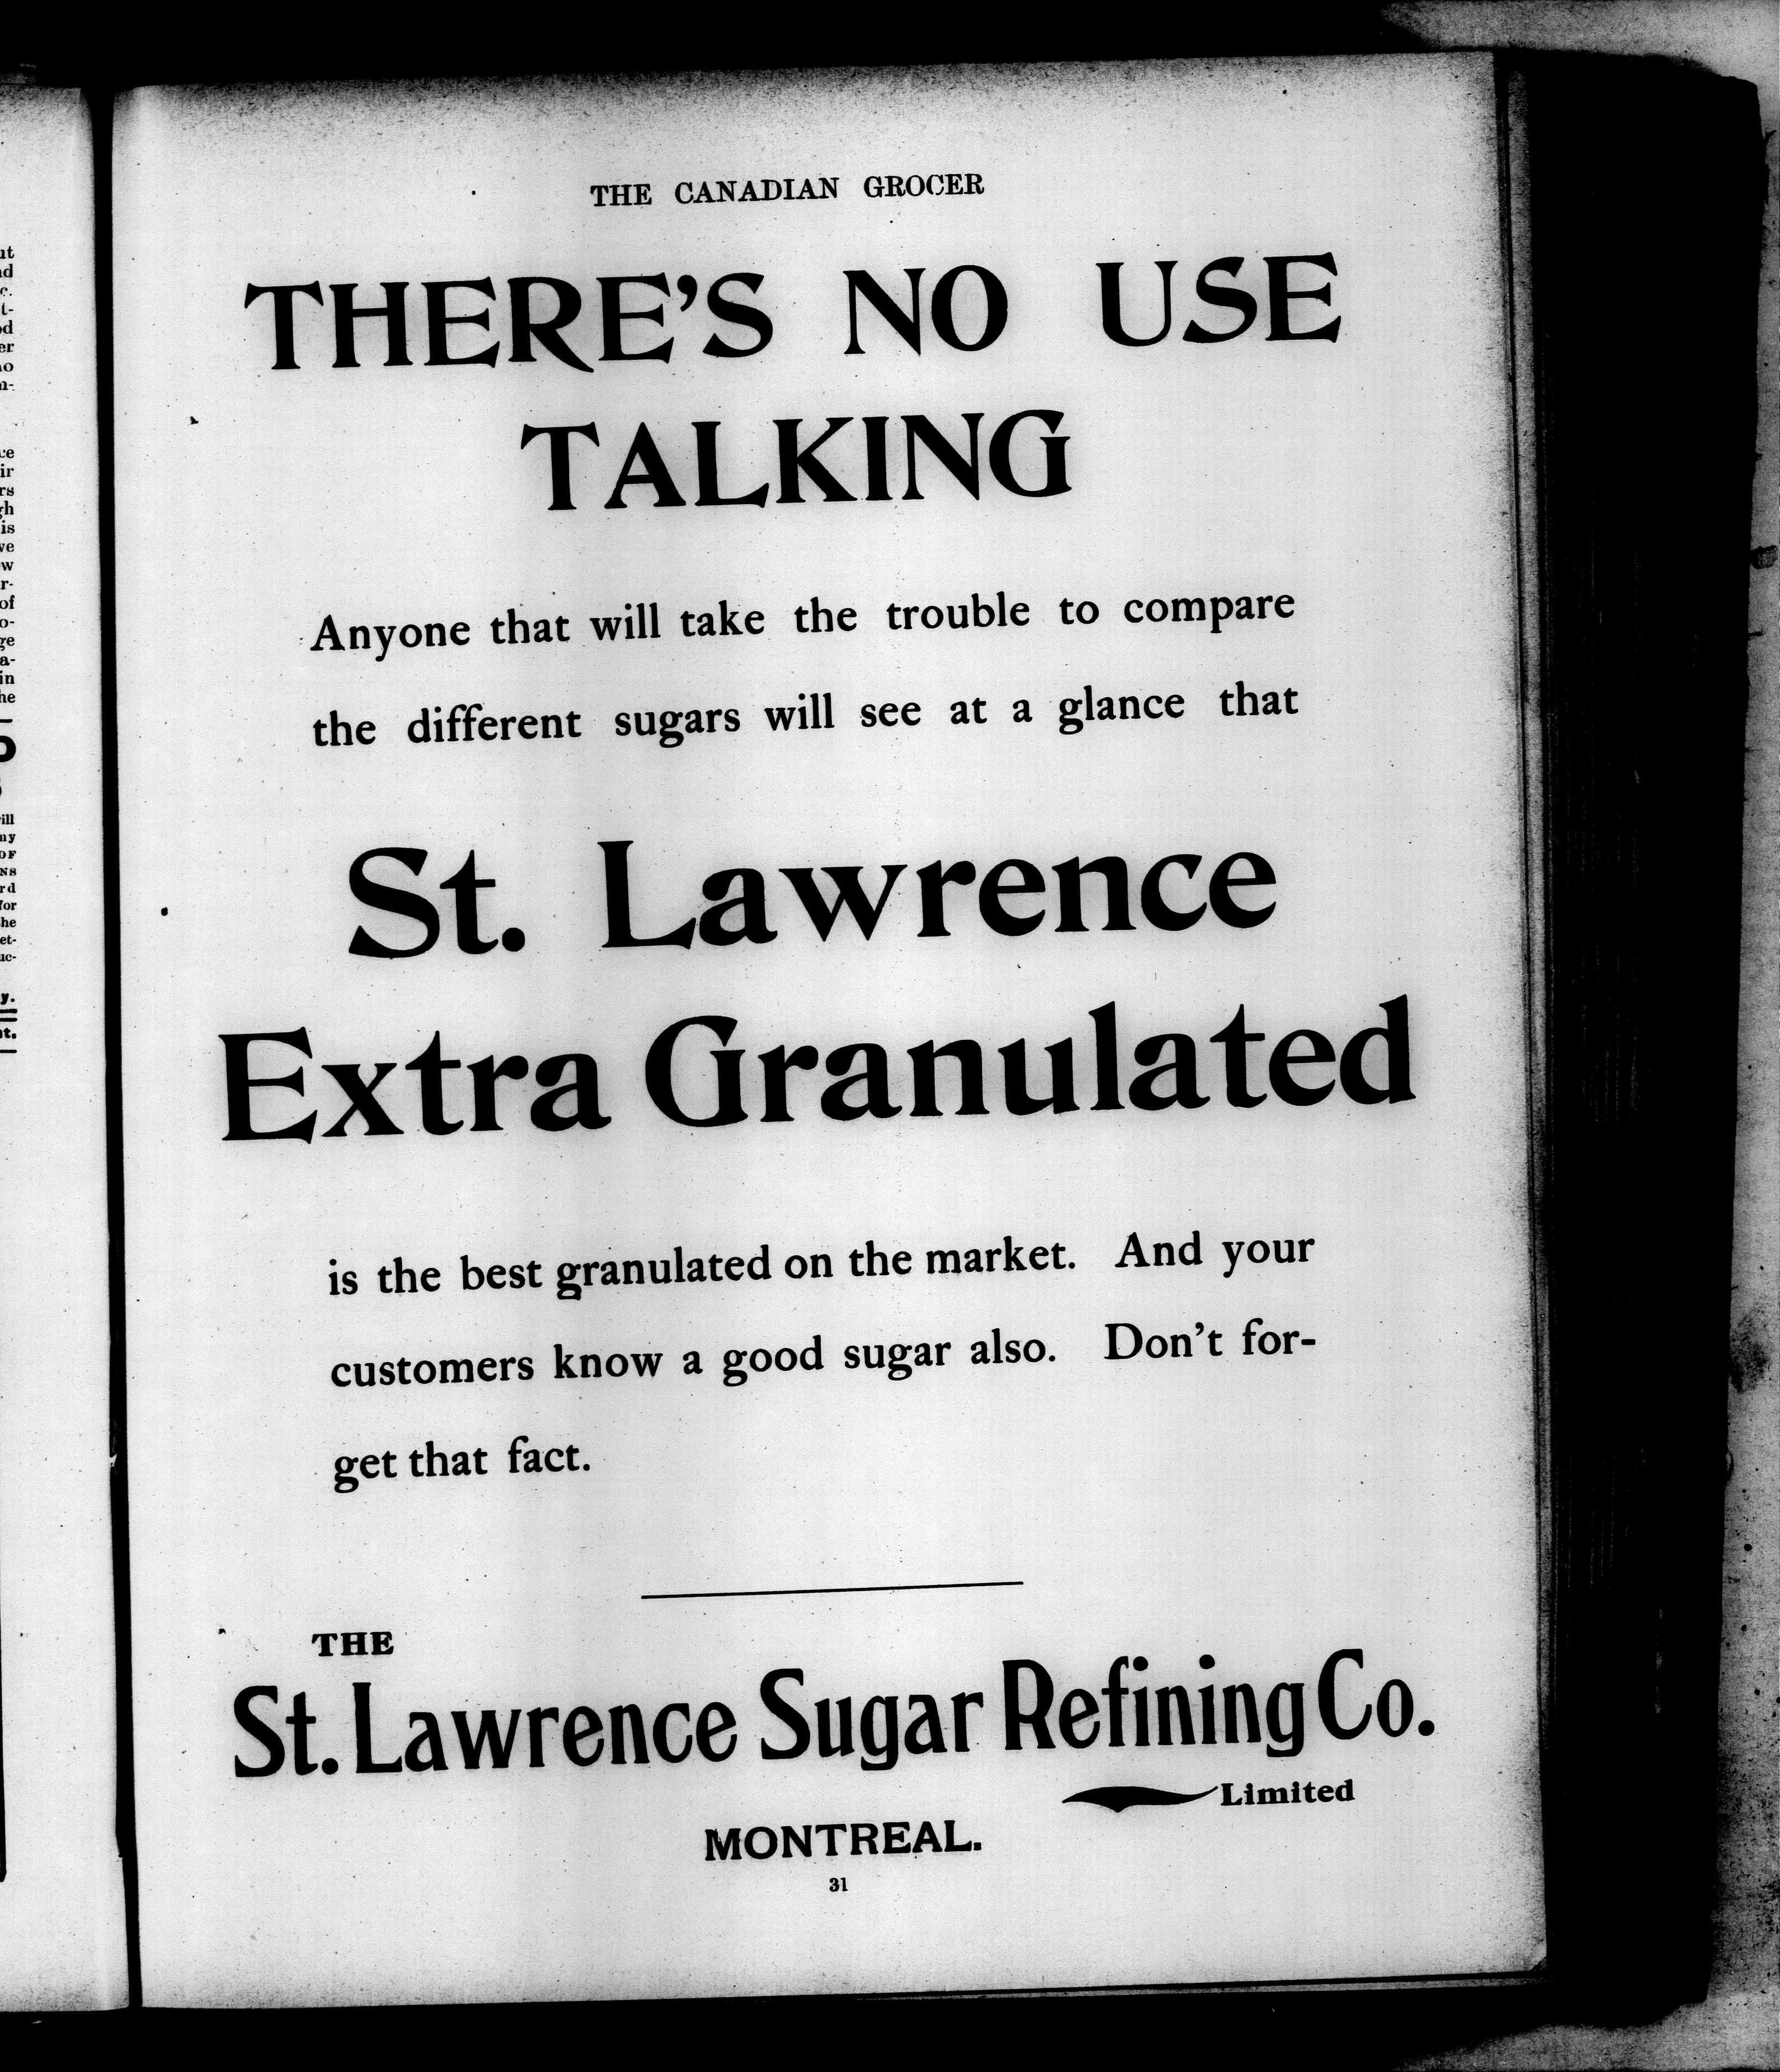 THE CANADIAN GROCER
THERE'S NO USE
TALKING
Anyone that will take the trouble to compare
the different sugars will see at a glance that
St. Lawrence
Extra Granulated
is the best granulated on the market. And your
customers know a good sugar also. Don't for-
get that fact.
THE
St. Lawrence Sugar Refining Co.
Limited
MONTREAL.
31